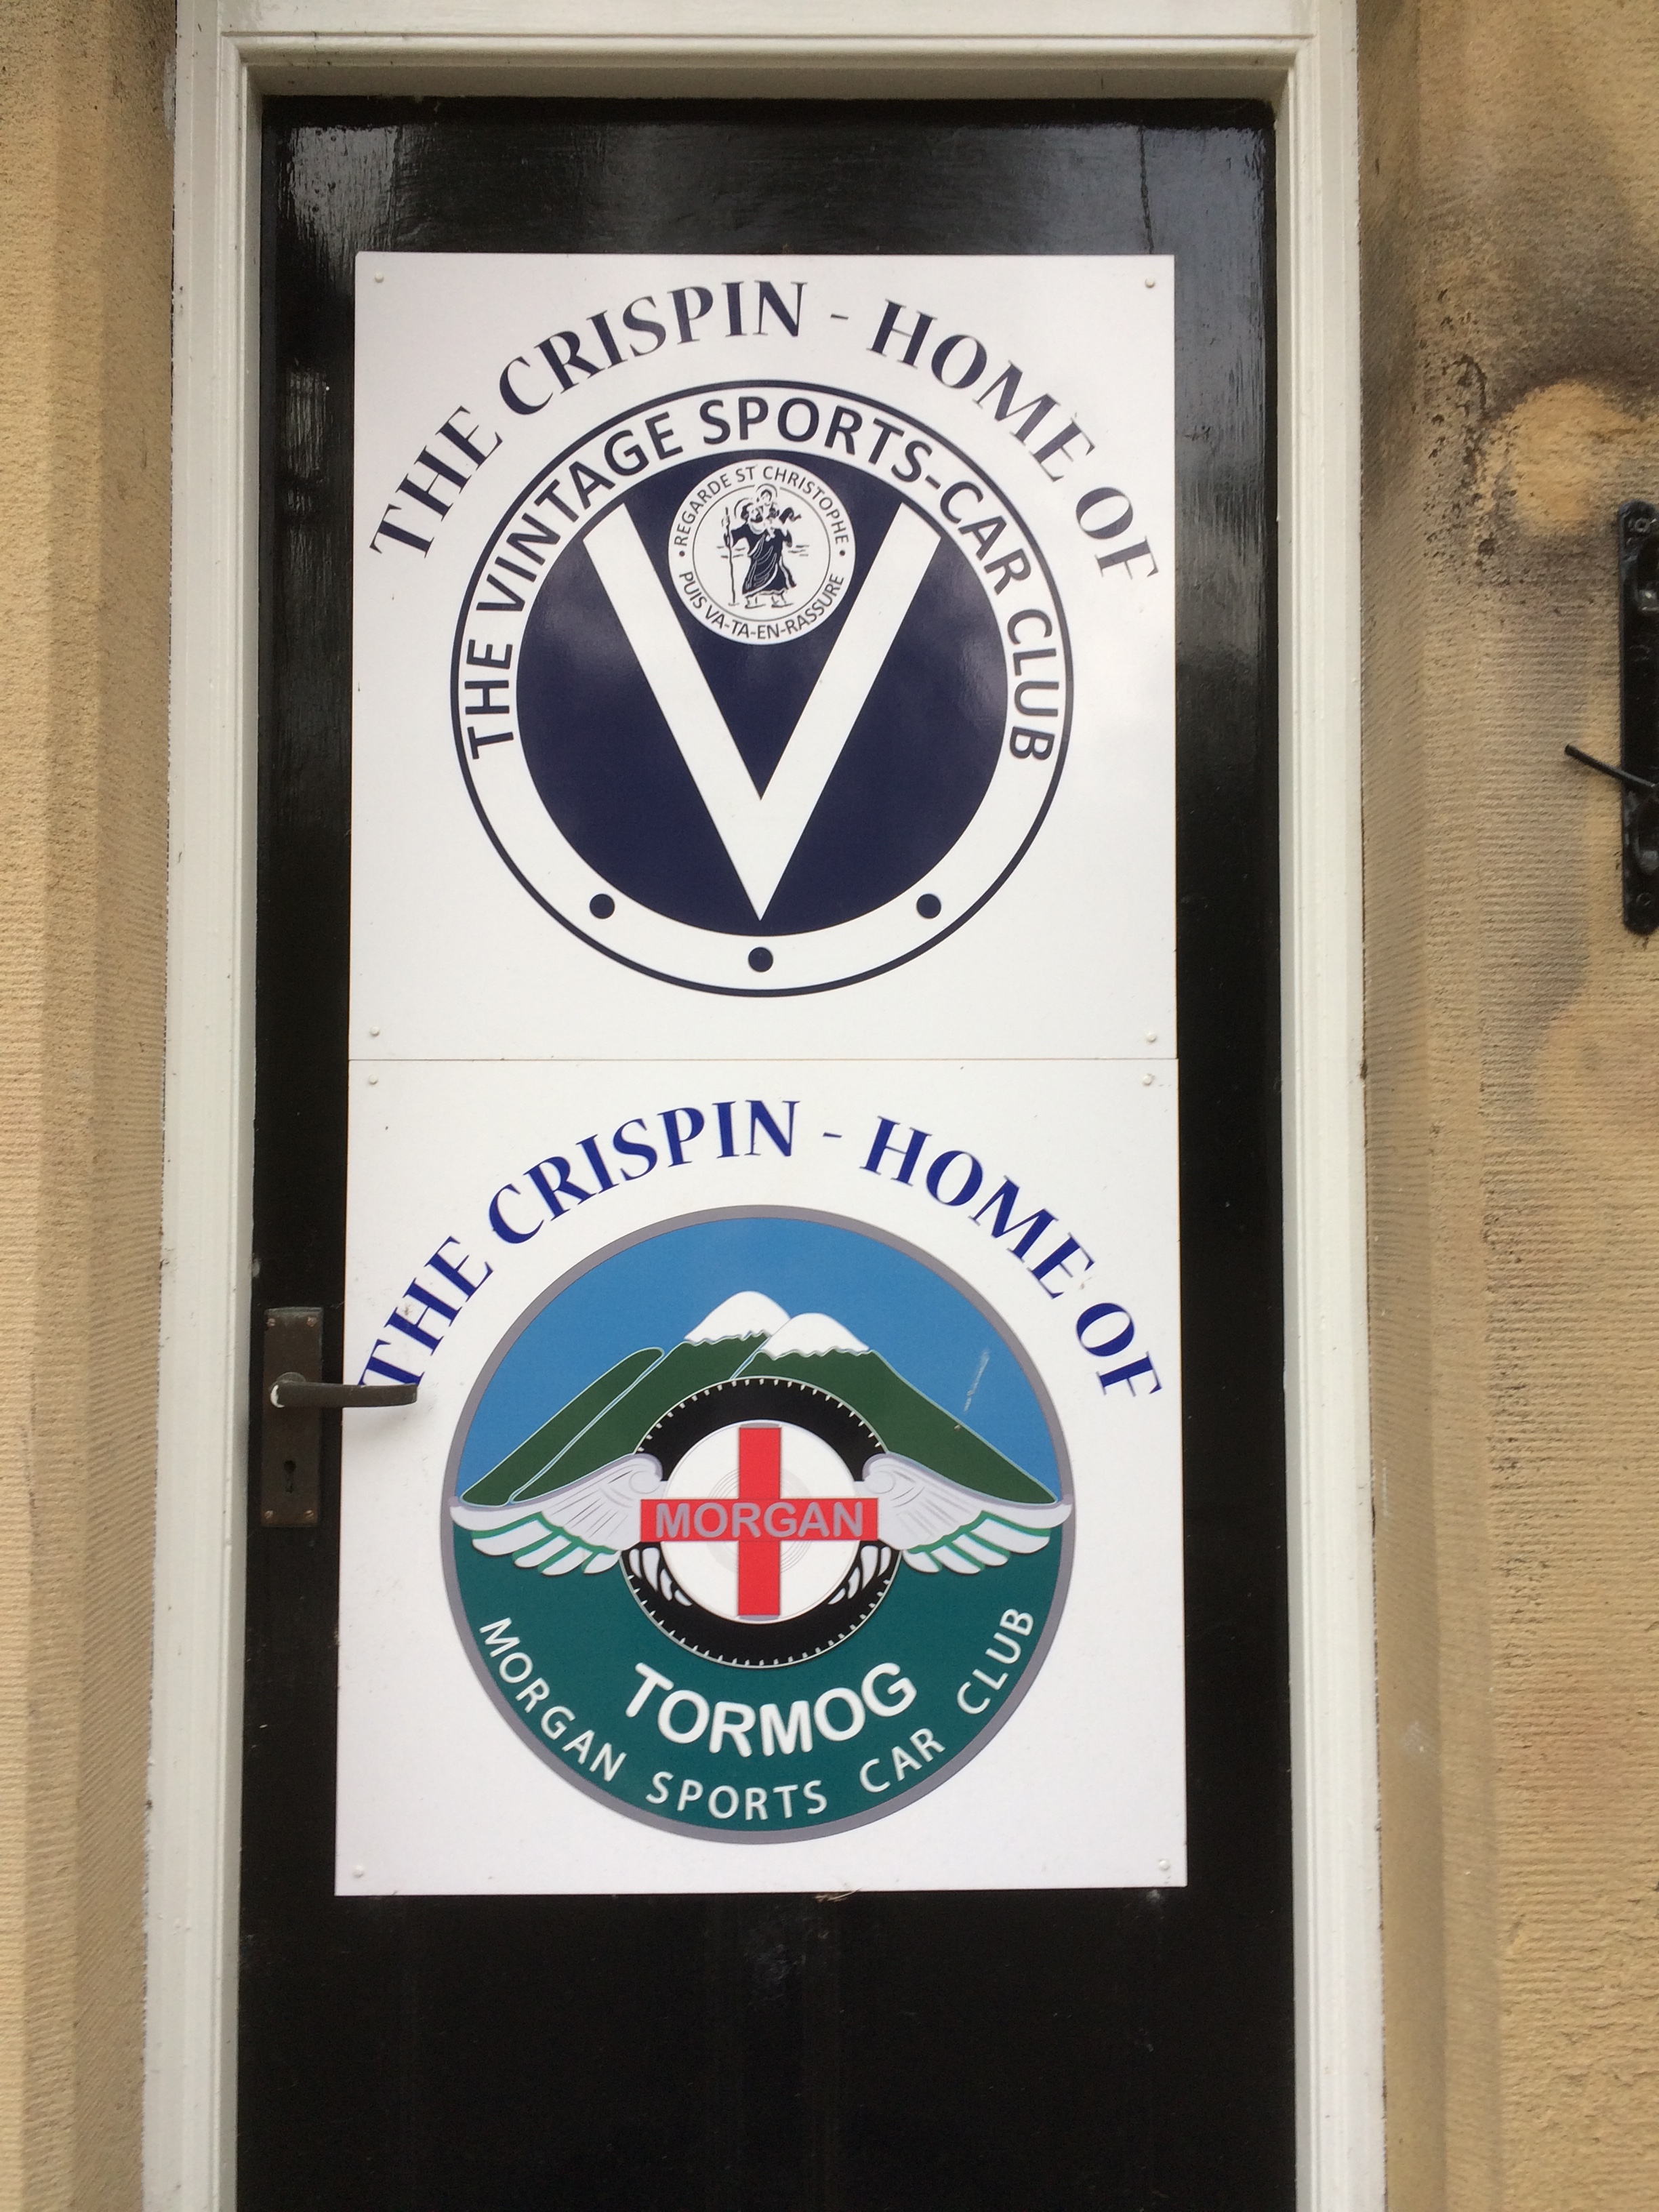 THE CRISPIN - HOME OF
THE VINTAGE SPORTS-CAR CLUB
REGARDE ST CHRISTOPHE
PUIS VA-TA-EN-RASSURE
V
THE CRISPIN - HOME OF
MORGAN
TORMOG
MORGAN SPORTS CAR CLUB